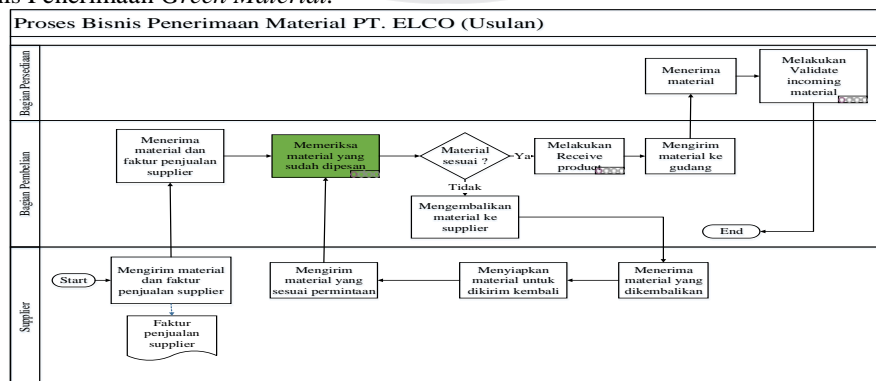 nis Penerimaan Green Material.
Proses Bisnis Penerimaan Material PT. ELCO (Usulan)
Bagian Persediaan
Menerima
material
Melakukan
Validate
incoming
material
Bagian Pembelian
Menerima
material dan
faktur penjualan
supplier
Memeriksa
material yang
sudah dipesan
Material
sesuai ?
Ya
Melakukan
Receive
product
Mengirim
material ke
gudang
Tidak
Mengembalikan
material ke
supplier
End
Supplier
Start
Mengirim material
dan faktur
penjualan supplier
Mengirim
material yang
sesuai permintaan
Menyiapkan
material untuk
dikirim kembali
Menerima
material yang
dikembalikan
Faktur
penjualan
supplier